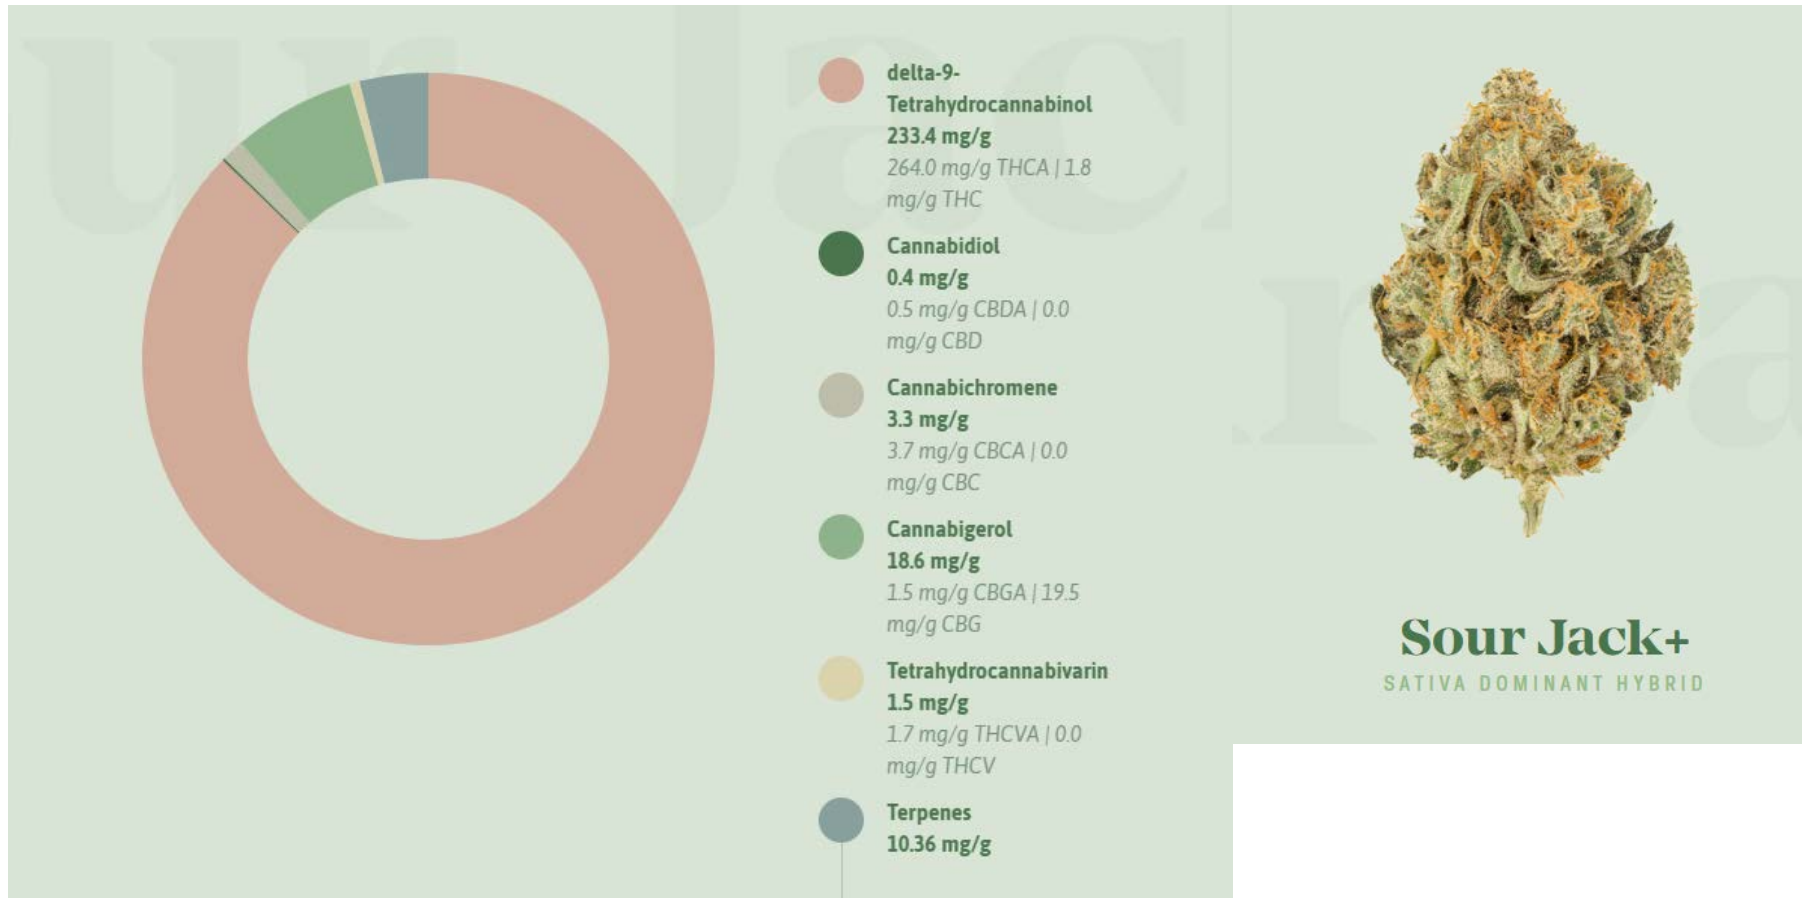 delta-9-
Tetrahydrocannabinol
233.4 mg/g
264.0 mg/g THCA | 1.8
mg/g THC
Cannabidiol
0.4 mg/g
0.5 mg/g CBDA | 0.0
mg/g CBD
Cannabichromene
3.3 mg/g
3.7 mg/g CBCA | 0.0
mg/g CBC
Cannabigerol
18.6 mg/g
1.5 mg/g CBGA | 19.5
mg/g CBG
Tetrahydrocannabivarin
1.5 mg/g
1.7 mg/g THCVA | 0.0
mg/g THCV
Terpenes
10.36 mg/g
Sour Jack+
SATIVA DOMINANT HYBRID